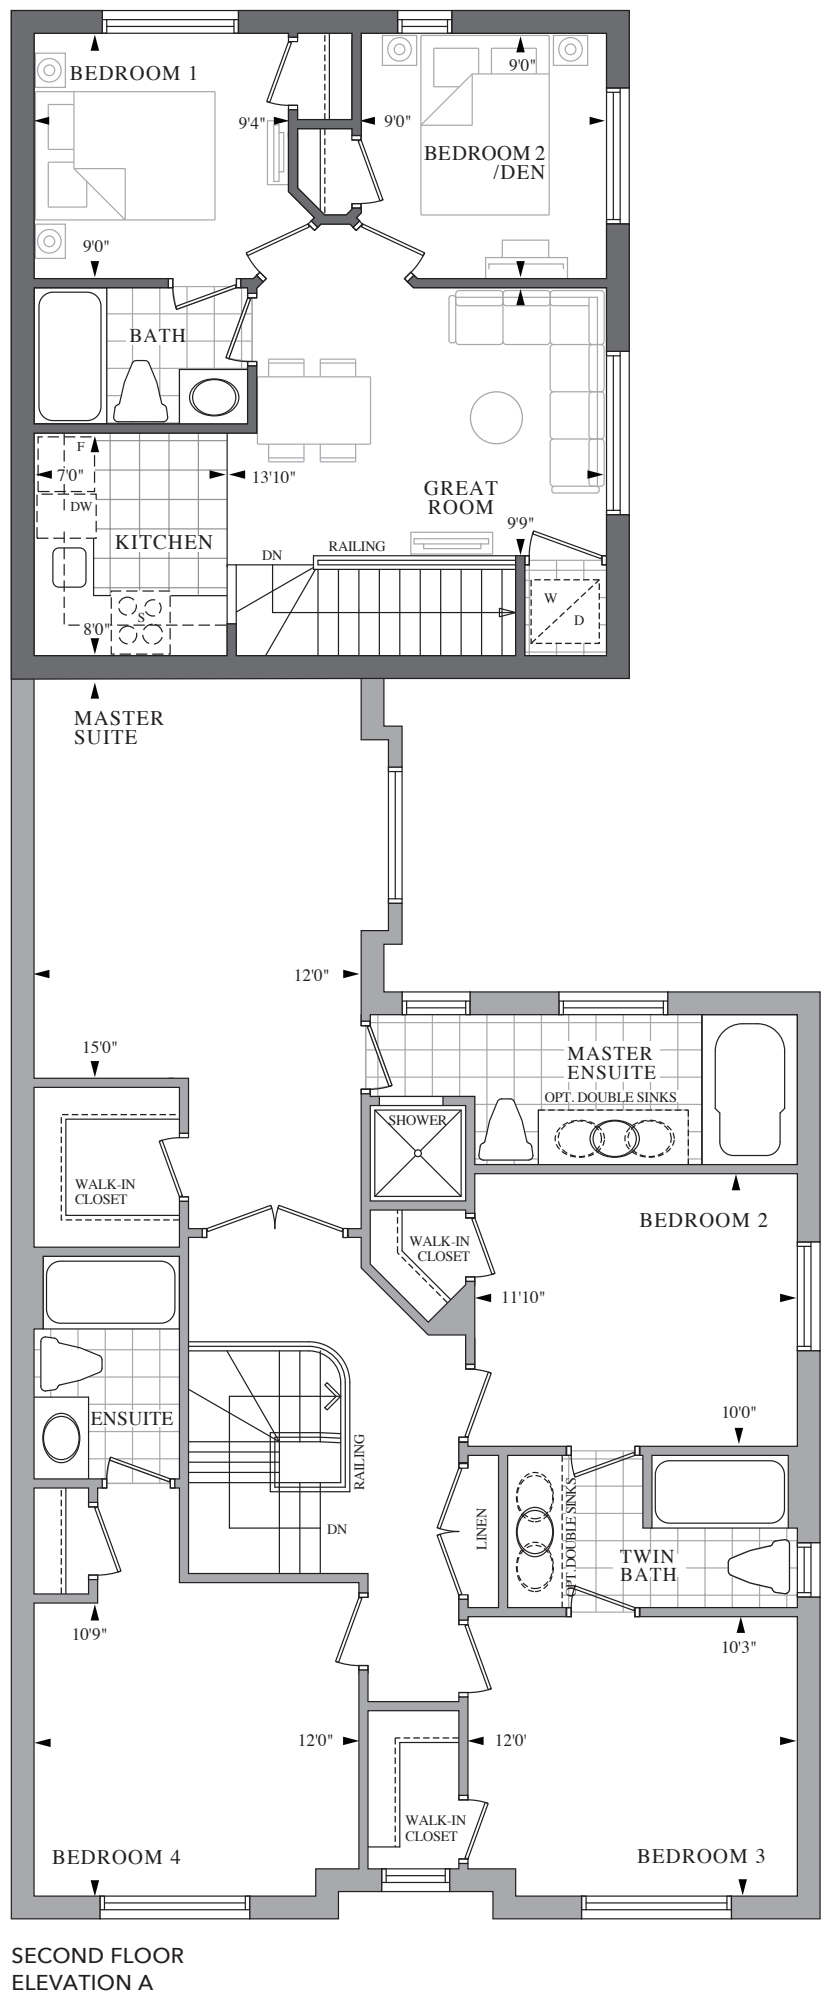 BEDROOM 1
9'0"
9'4"
9'0"
BEDROOM 2
/DEN
9'0"
BATH
F
7'0"
13'10"
DW
GREAT
ROOM
9'9"
KITCHEN
DN
RAILING
W
D
S
8'0"
MASTER
SUITE
12'0"
15'0"
MASTER
ENSUITE
OPT. DOUBLE SINKS
SHOWER
WALK-IN
CLOSET
BEDROOM 2
WALK-IN
CLOSET
11'10"
10'0"
ENSUITE
RAILING
DN
LINEN
OPT. DOUBLE SINKS
TWIN
BATH
10'9"
10'3"
12'0"
12'0'
WALK-IN
CLOSET
BEDROOM 4
BEDROOM 3
SECOND FLOOR
ELEVATION A